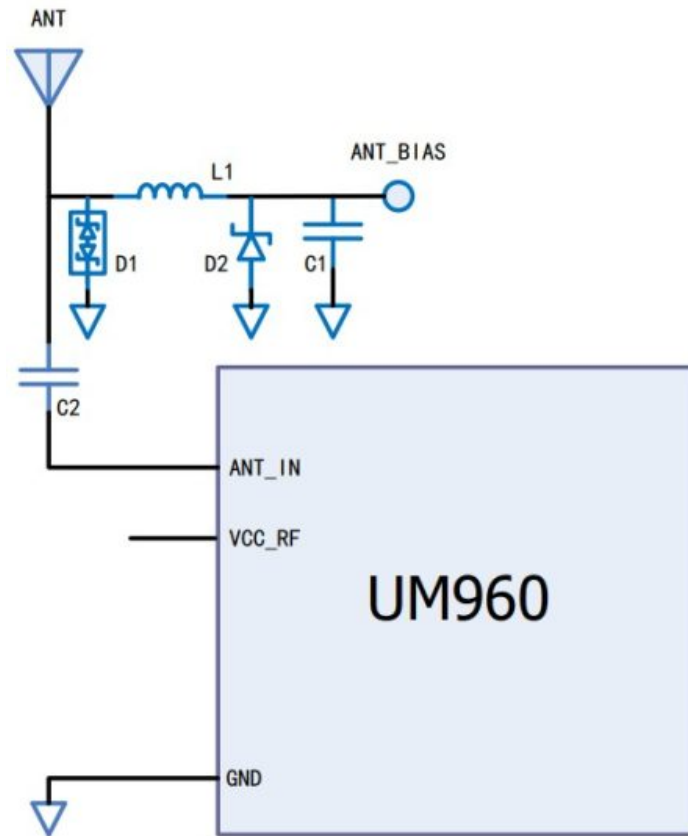 ANT
L1
ANT_BIAS
D1
D2
C1
C2
ANT_IN
VCC_RF
UM960
GND